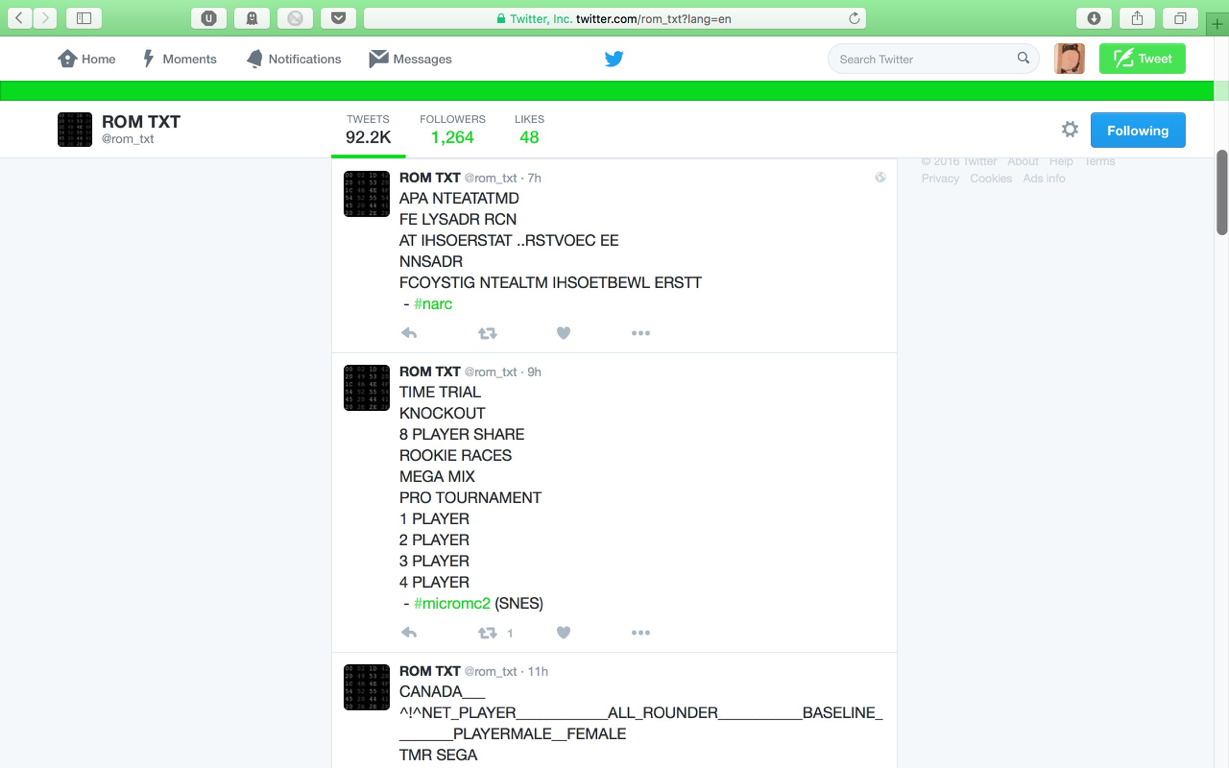 Twitter, Inc. twitter.com/rom_txt?lang=en
Home Moments Notifications Messages Search Twitter Tweet
ROM TXT
@rom_txt
TWEETS FOLLOWERS LIKES
92.2K 1,264 48
Following
© 2016 Twitter About Help Terms
Privacy Cookies Ads info
ROM TXT @rom_txt · 7h
APA NTEATATMD
FE LYSADR RCN
AT IHSOERSTAT ..RSTVOEC EE
NNSADR
FCOYSTIG NTEALTM IHSOETBEWL ERSTT
- #narc
ROM TXT @rom_txt · 9h
TIME TRIAL
KNOCKOUT
8 PLAYER SHARE
ROOKIE RACES
MEGA MIX
PRO TOURNAMENT
1 PLAYER
2 PLAYER
3 PLAYER
4 PLAYER
- #micromc2 (SNES)
1
ROM TXT @rom_txt · 11h
CANADA___
^!^NET_PLAYER___________ALL_ROUNDER__________BASELINE_
_______PLAYERMALE__FEMALE
TMR SEGA